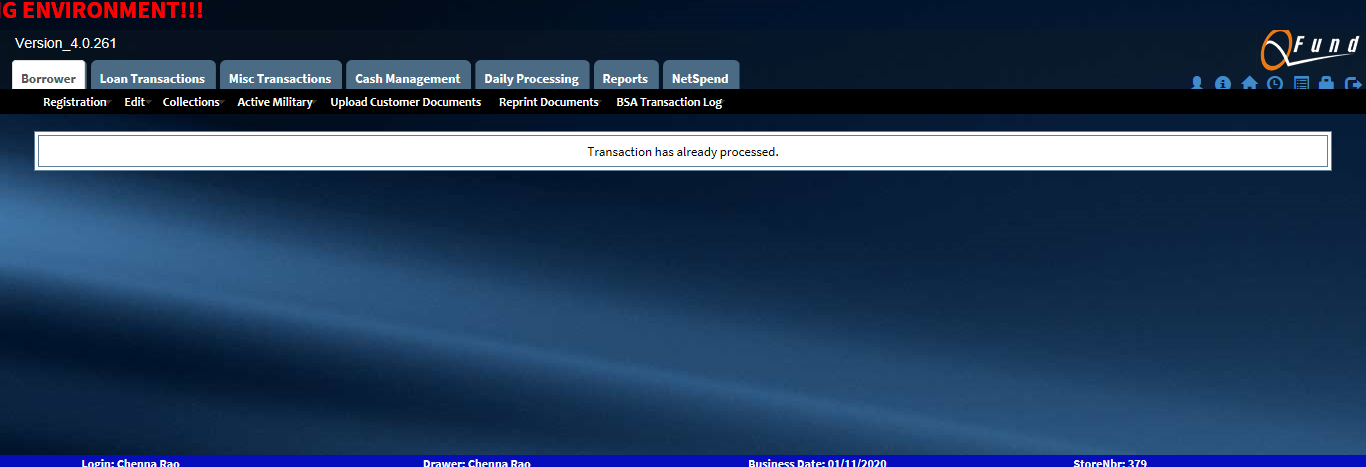 G ENVIRONMENT!!!
Version_4.0.261
QFund
Borrower Loan Transactions Misc Transactions Cash Management Daily Processing Reports NetSpend
Registration Edit Collections Active Military Upload Customer Documents Reprint Documents BSA Transaction Log
Transaction has already processed.
Login: Chenna Rao Drawer: Chenna Rao Business Date: 01/11/2020 StoreNbr: 379